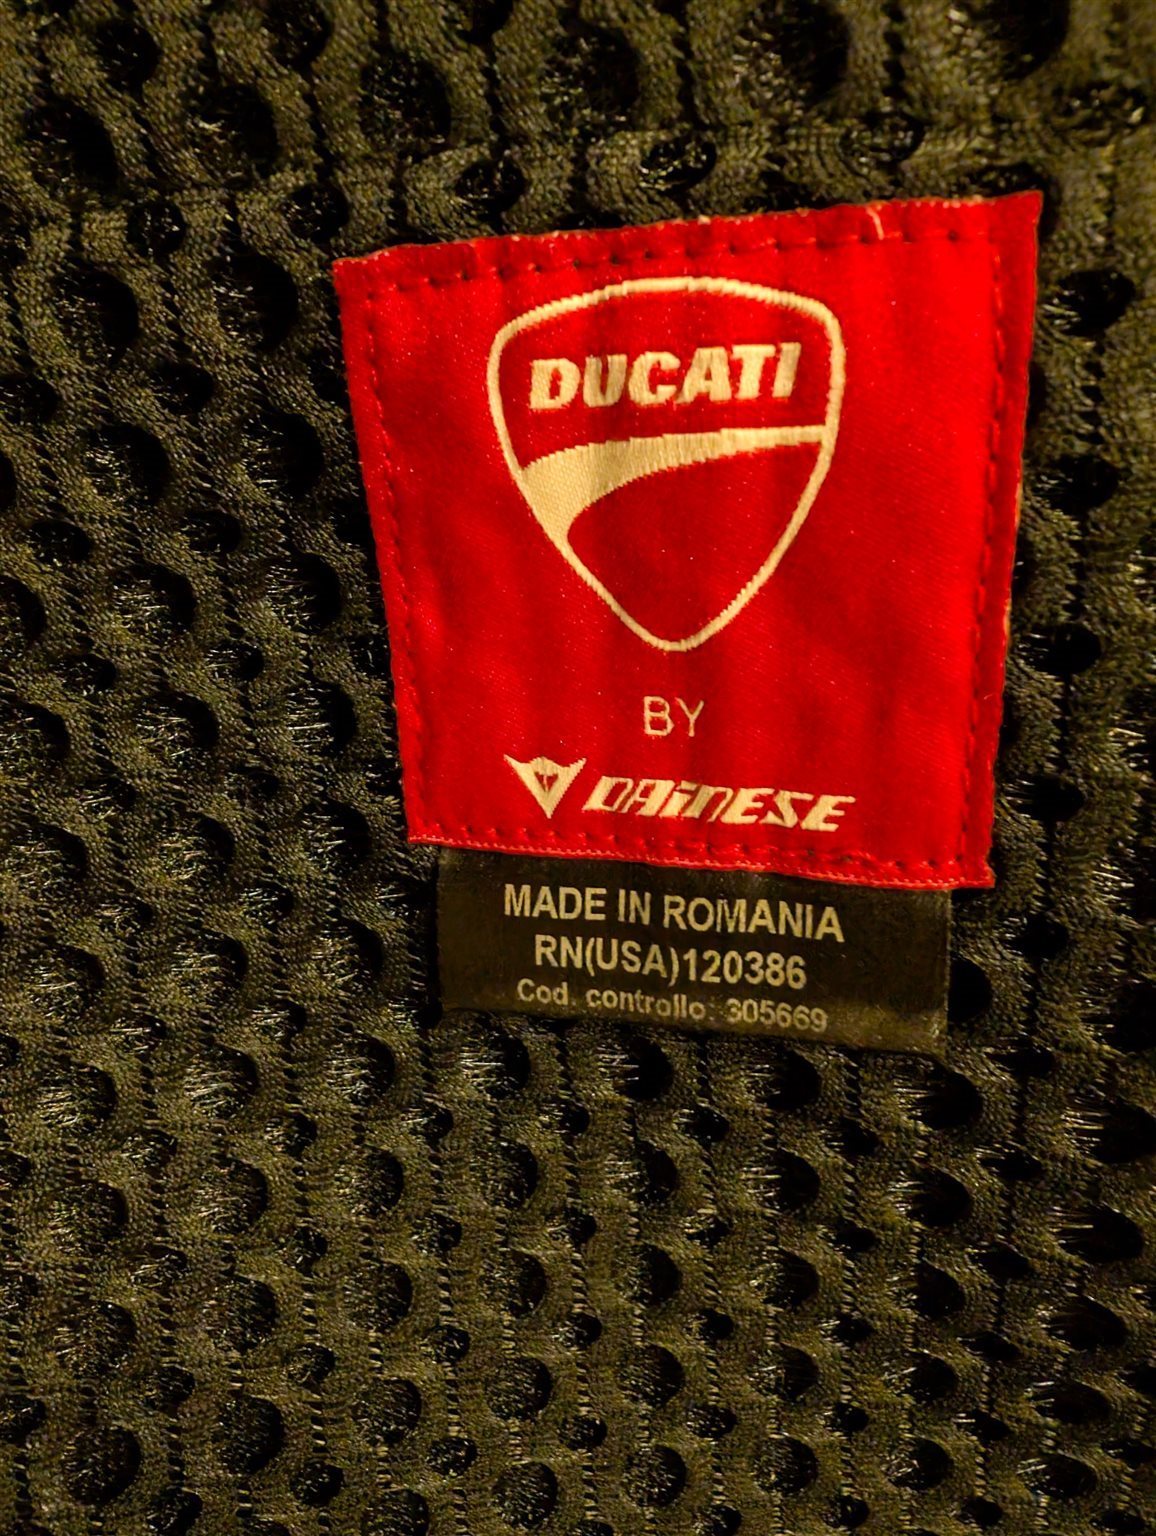 DUCATI
BY
DAINESE
MADE IN ROMANIA
RN(USA)120386
Cod. controllo: 305669